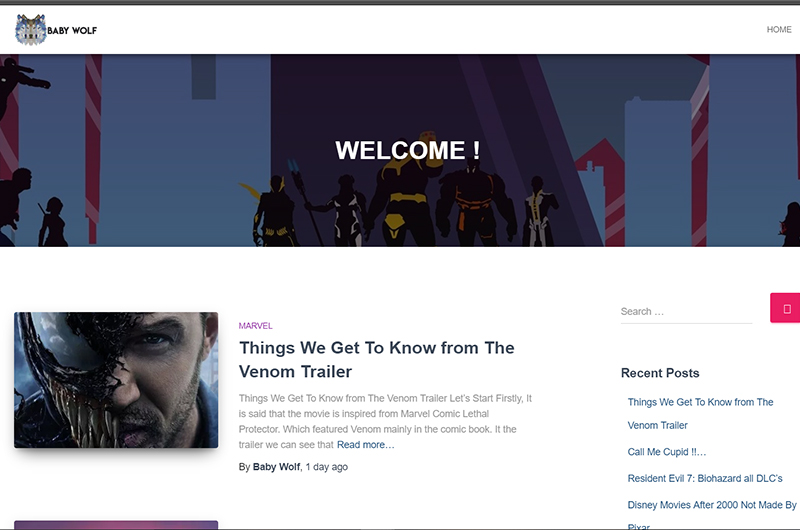 BABY WOLF
HOME
WELCOME !
MARVEL
Things We Get To Know from The
Venom Trailer
Things We Get To Know from The Venom Trailer Let's Start Firstly, It
is said that the movie is inspired from Marvel Comic Lethal
Protector. Which featured Venom mainly in the comic book. It the
trailer we can see that Read more…
By Baby Wolf, 1 day ago
Search …
Recent Posts
Things We Get To Know from The
Venom Trailer
Call Me Cupid !!…
Resident Evil 7: Biohazard all DLC's
Disney Movies After 2000 Not Made By
Pixar